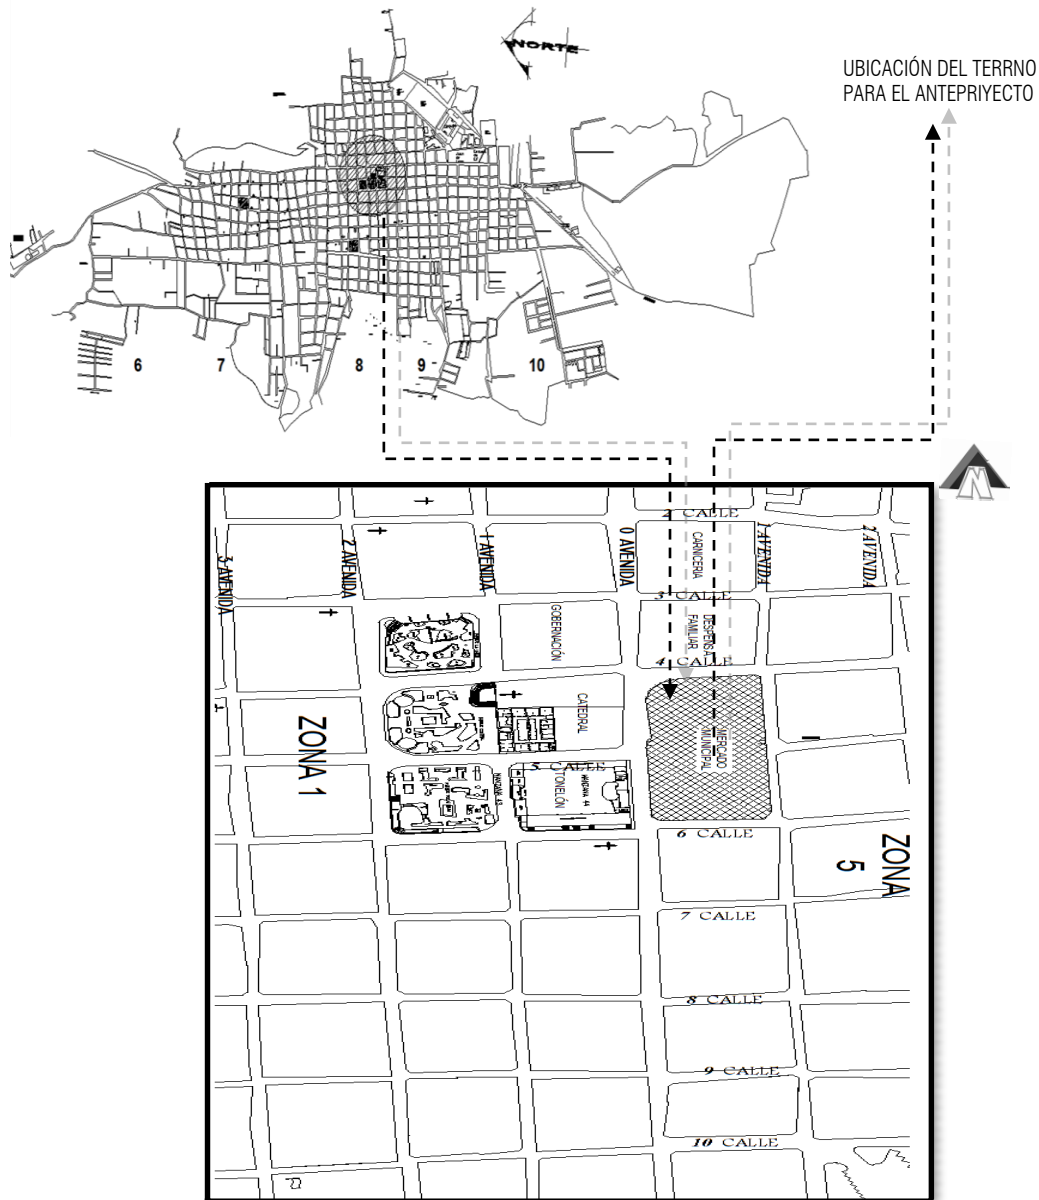 NORTE
UBICACIÓN DEL TERRNO
PARA EL ANTEPRIYECTO
6
7
8
9
10
N
2 CALLE
3 AVENIDA
2 AVENIDA
1 AVENIDA
0 AVENIDA
CARNICERIA
1 AVENIDA
2 AVENIDA
3 CALLE
GOBERNACIÓN
DESPENSA
FAMILIAR
4 CALLE
ZONA 1
CATEDRAL
MERCADO
MUNICIPAL
5 CALLE
TONELÓN
MANZANA 44
6 CALLE
ZONA
5
7 CALLE
8 CALLE
9 CALLE
10 CALLE